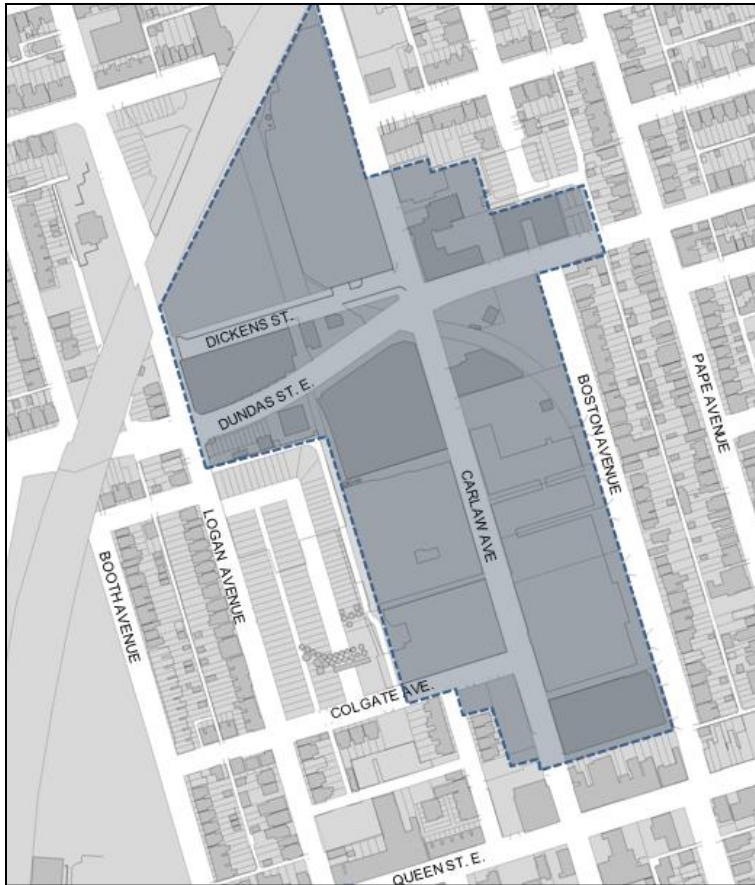 DICKENS ST.
DUNDAS ST. E.
BOSTON AVENUE
PAPE AVENUE
CARLAW AVE
LOGAN AVENUE
BOOTH AVENUE
COLGATE AVE.
QUEEN ST. E.